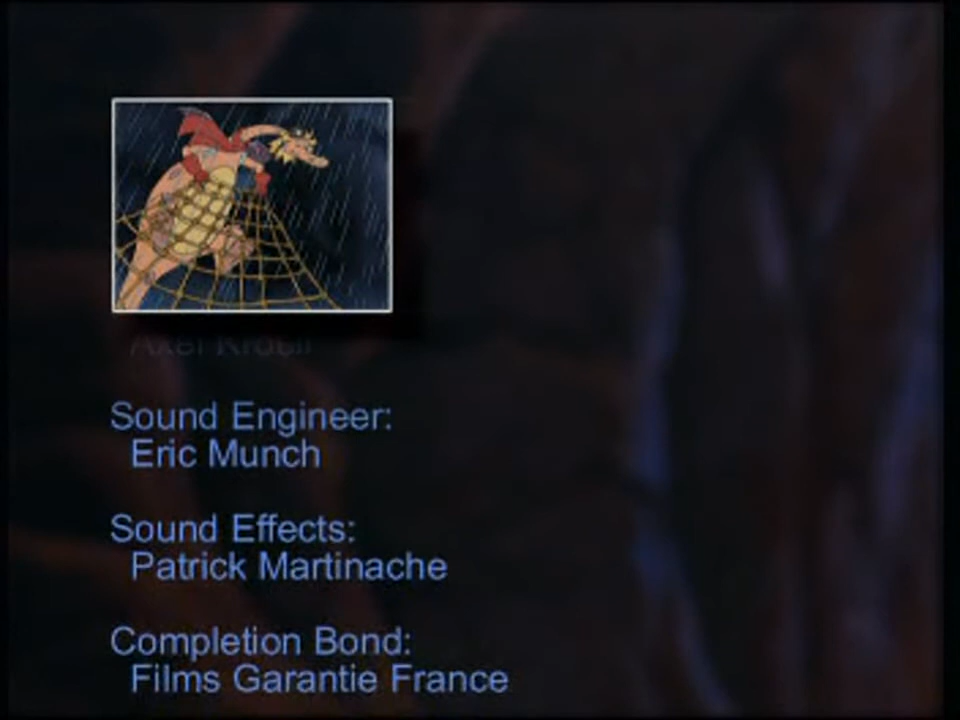 Sound Engineer:
Eric Munch
Sound Effects:
Patrick Martinache
Completion Bond:
Films Garantie France